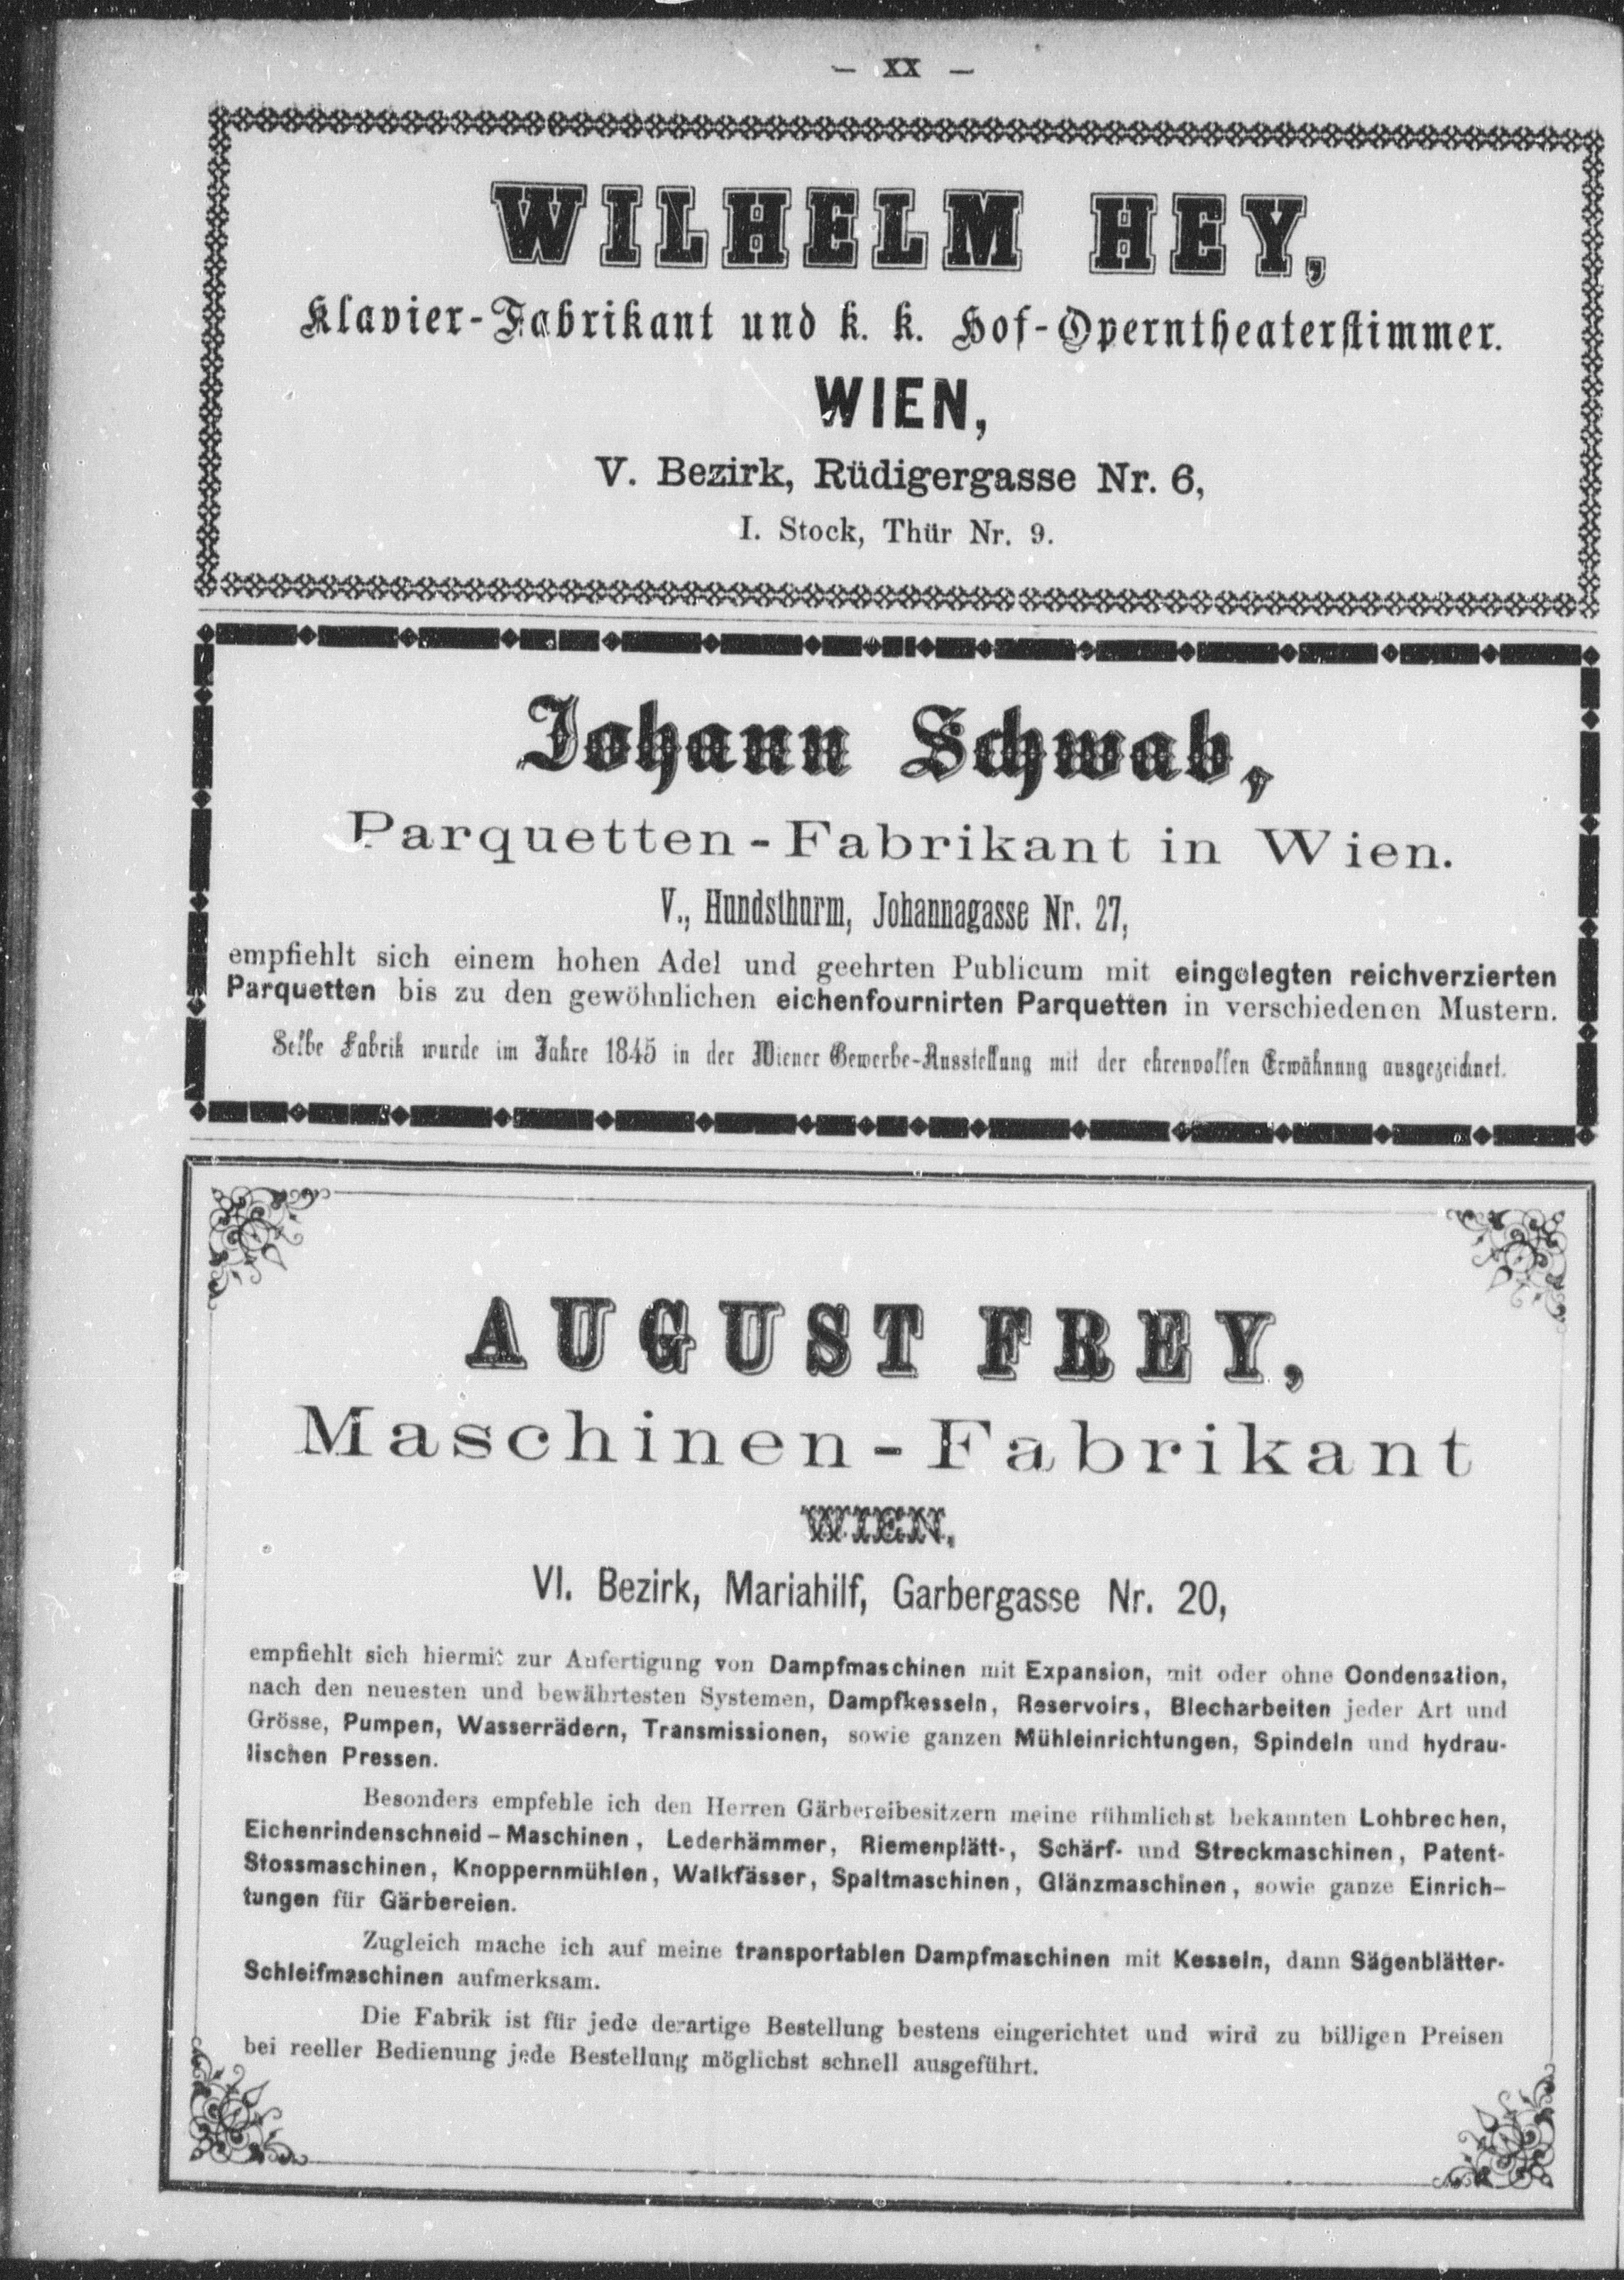 — XX —
WILHELM HEY,
Klavier-Fabrikant und k. k. Hof-Operntheaterstimmer.
WIEN,
V. Bezirk, Rüdigergasse Nr. 6,
I. Stock, Thür Nr. 9.
Johann Schwab,
Parquetten-Fabrikant in Wien.
V., Hundsthurm, Johannagasse Nr. 27,
empfiehlt sich einem hohen Adel und geehrten Publicum mit eingelegten reichverzierten
Parquetten bis zu den gewöhnlichen eichenfournirten Parquetten in verschiedenen Mustern.
Selbe Fabrik wurde im Jahre 1845 in der Wiener Gewerbe-Ausstellung mit der ehrenvollen Erwähnung ausgezeichnet.
AUGUST FREY,
Maschinen-Fabrikant
WIEN,
VI. Bezirk, Mariahilf, Garbergasse Nr. 20,
empfiehlt sich hiermit zur Anfertigung von Dampfmaschinen mit Expansion, mit oder ohne Condensation,
nach den neuesten und bewährtesten Systemen, Dampfkesseln, Reservoirs, Blecharbeiten jeder Art und
Grösse, Pumpen, Wasserrädern, Transmissionen, sowie ganzen Mühleinrichtungen, Spindeln und hydrau-
lischen Pressen.
Besonders empfehle ich den Herren Gärbereibesitzern meine rühmlichst bekannten Lohbrechen,
Eichenrindenschneid-Maschinen, Lederhämmer, Riemenplätt-, Schärf- und Streckmaschinen, Patent-
Stossmaschinen, Knoppernmühlen, Walkfässer, Spaltmaschinen, Glänzmaschinen, sowie ganze Einrich-
tungen für Gärbereien.
Zugleich mache ich auf meine transportablen Dampfmaschinen mit Kesseln, dann Sägenblätter-
Schleifmaschinen aufmerksam.
Die Fabrik ist für jede derartige Bestellung bestens eingerichtet und wird zu billigen Preisen
bei reeller Bedienung jede Bestellung möglichst schnell ausgeführt.